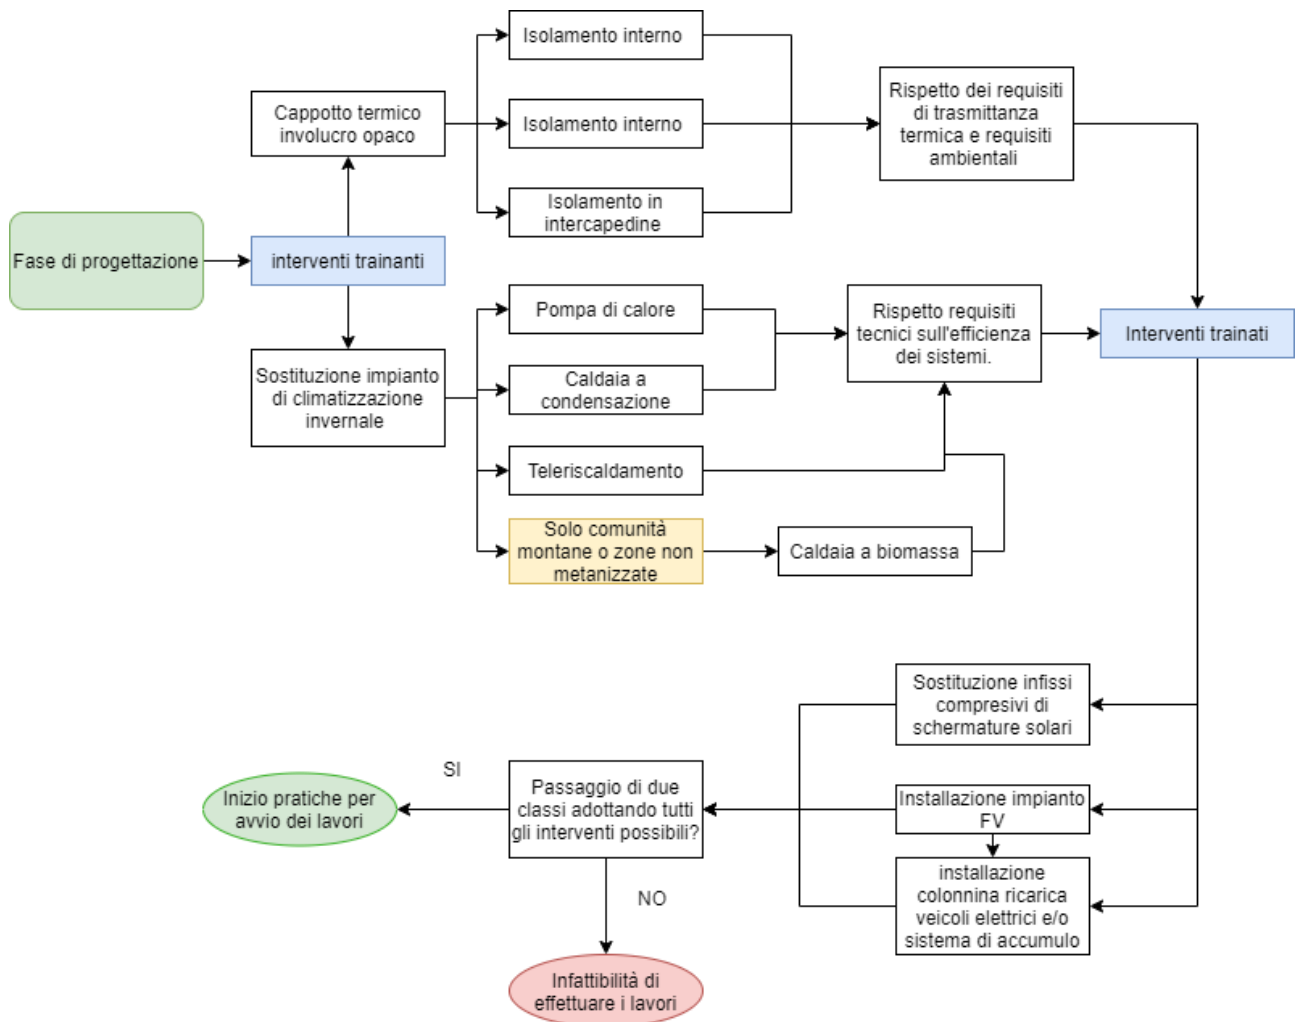 Isolamento interno
Cappotto termico
involucro opaco
Isolamento interno
Rispetto dei requisiti
di trasmittanza
termica e requisiti
ambientali
Isolamento in
intercapedine
Fase di progettazione
interventi trainanti
Pompa di calore
Rispetto requisiti
tecnici sull'efficienza
dei sistemi.
Interventi trainati
Sostituzione impianto
di climatizzazione
invernale
Caldaia a
condensazione
Teleriscaldamento
Solo comunità
montane o zone non
metanizzate
Caldaia a biomassa
Sostituzione infissi
compresivi di
schermature solari
SI
Inizio pratiche per
avvio dei lavori
Passaggio di due
classi adottando tutti
gli interventi possibili?
Installazione impianto
FV
installazione
colonnina ricarica
veicoli elettrici e/o
sistema di accumulo
NO
Infattibilità di
effettuare i lavori